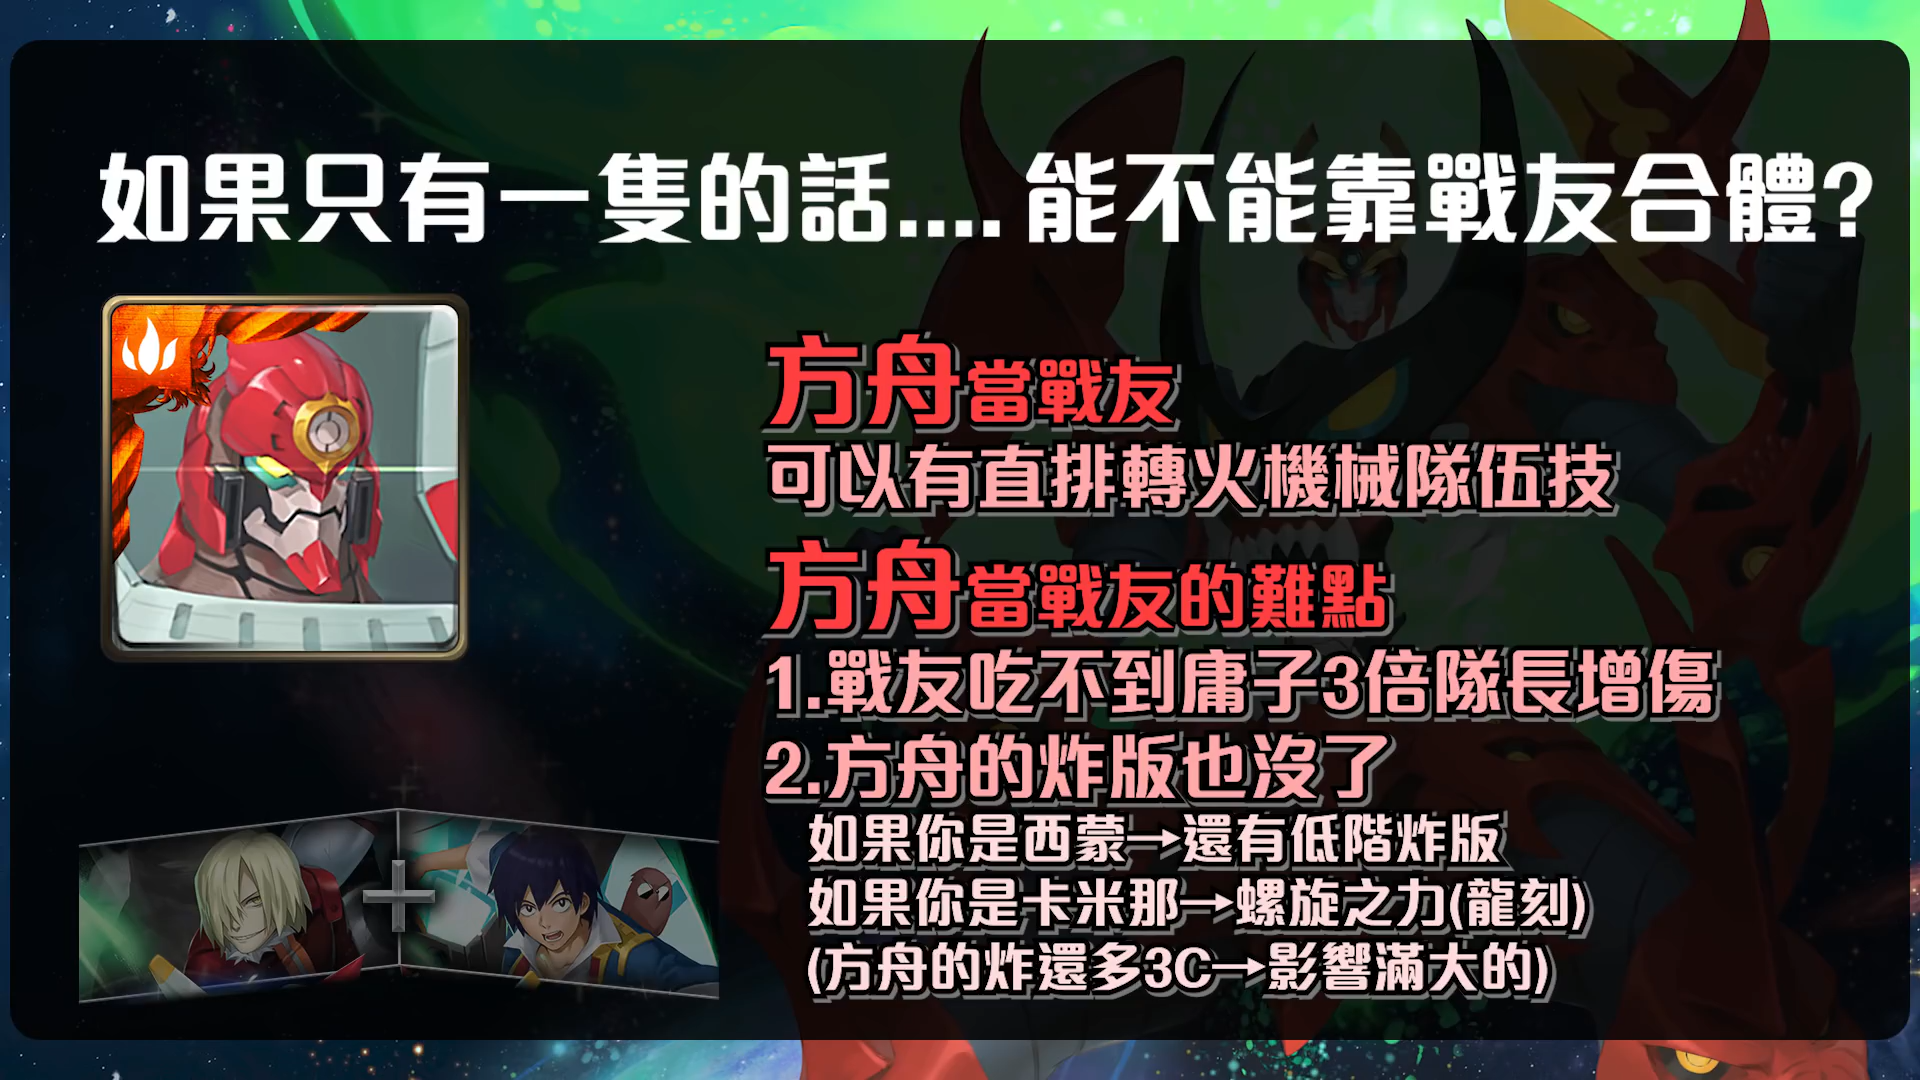 如果只有一隻的話.... 能不能靠戰友合體?
方舟當戰友
可以有直排轉火機械隊伍技
方舟當戰友的難點
1.戰友吃不到庸子3倍隊長增傷
2.方舟的炸版也沒了
如果你是西蒙→還有低階炸版
如果你是卡米那→螺旋之力(龍刻)
(方舟的炸還多3C→影響滿大的)